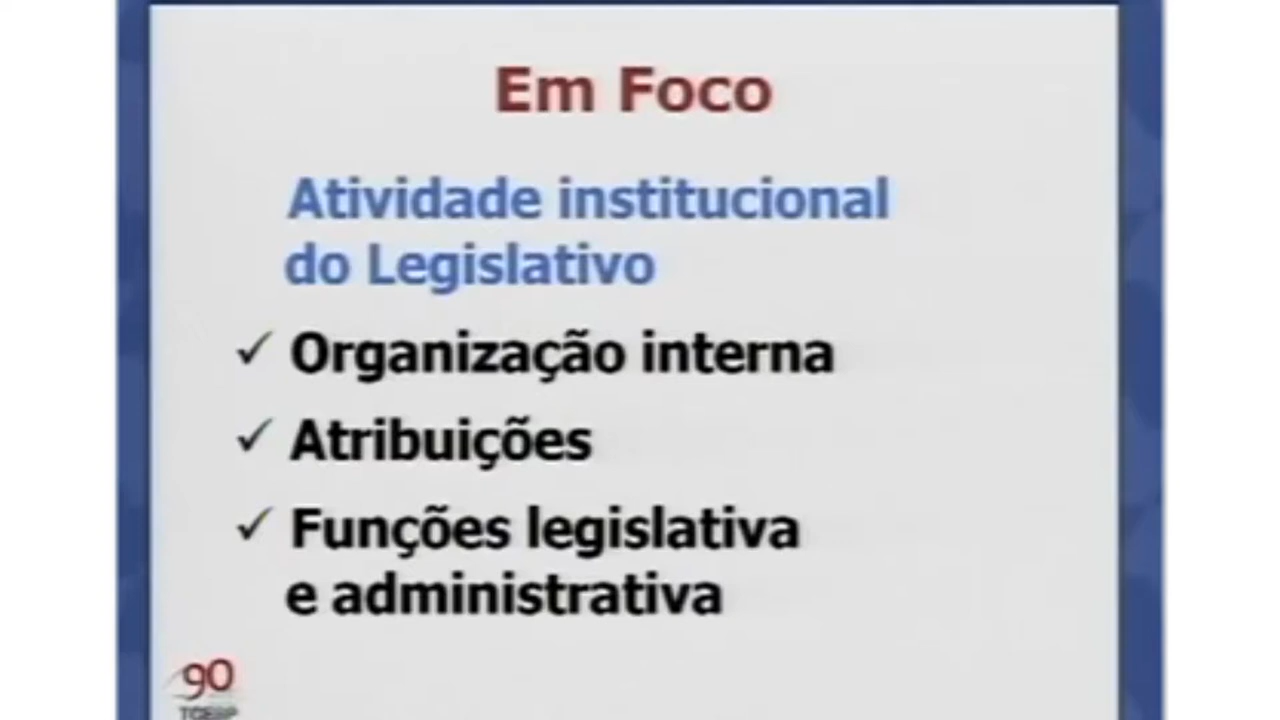 Em Foco
Atividade institucional
do Legislativo
✓ Organização interna
✓ Atribuições
✓ Funções legislativa
e administrativa
90